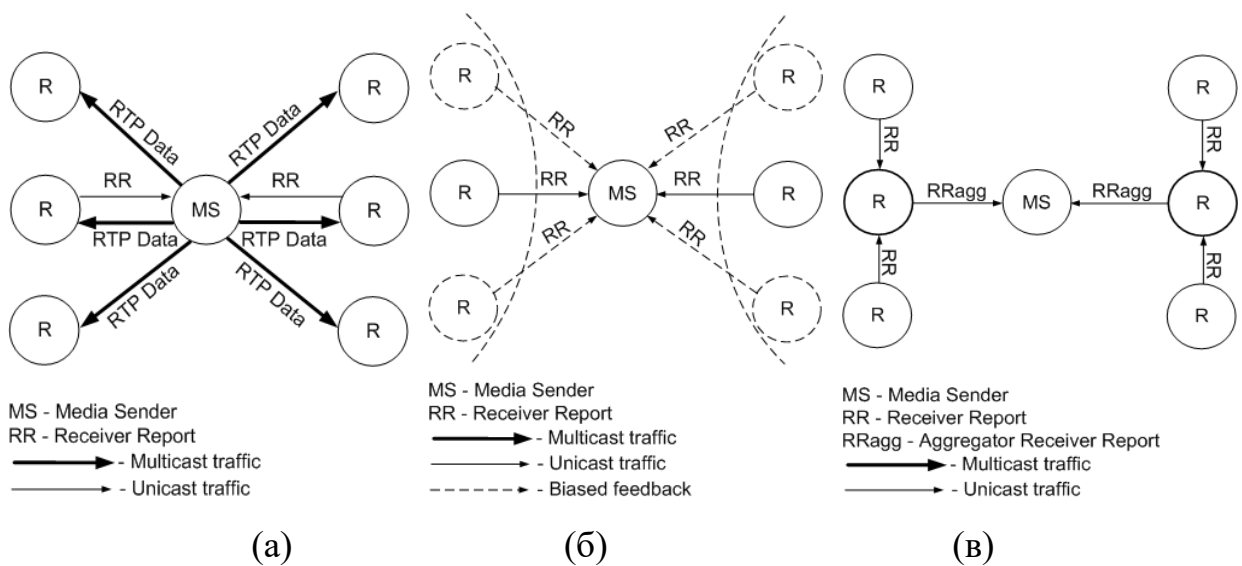 R
R
RTP Data
RTP Data
R
RR
MS
RR
R
RTP Data
RTP Data
RTP Data
RTP Data
R
R
MS - Media Sender
RR - Receiver Report
- Multicast traffic
- Unicast traffic
(а)
R
R
RR
RR
R
RR
MS
RR
R
RR
RR
R
R
MS - Media Sender
RR - Receiver Report
- Multicast traffic
- Unicast traffic
- Biased feedback
(б)
R
R
RR
RR
R
RRagg
MS
RRagg
R
RR
RR
R
R
MS - Media Sender
RR - Receiver Report
RRagg - Aggregator Receiver Report
- Multicast traffic
- Unicast traffic
(в)